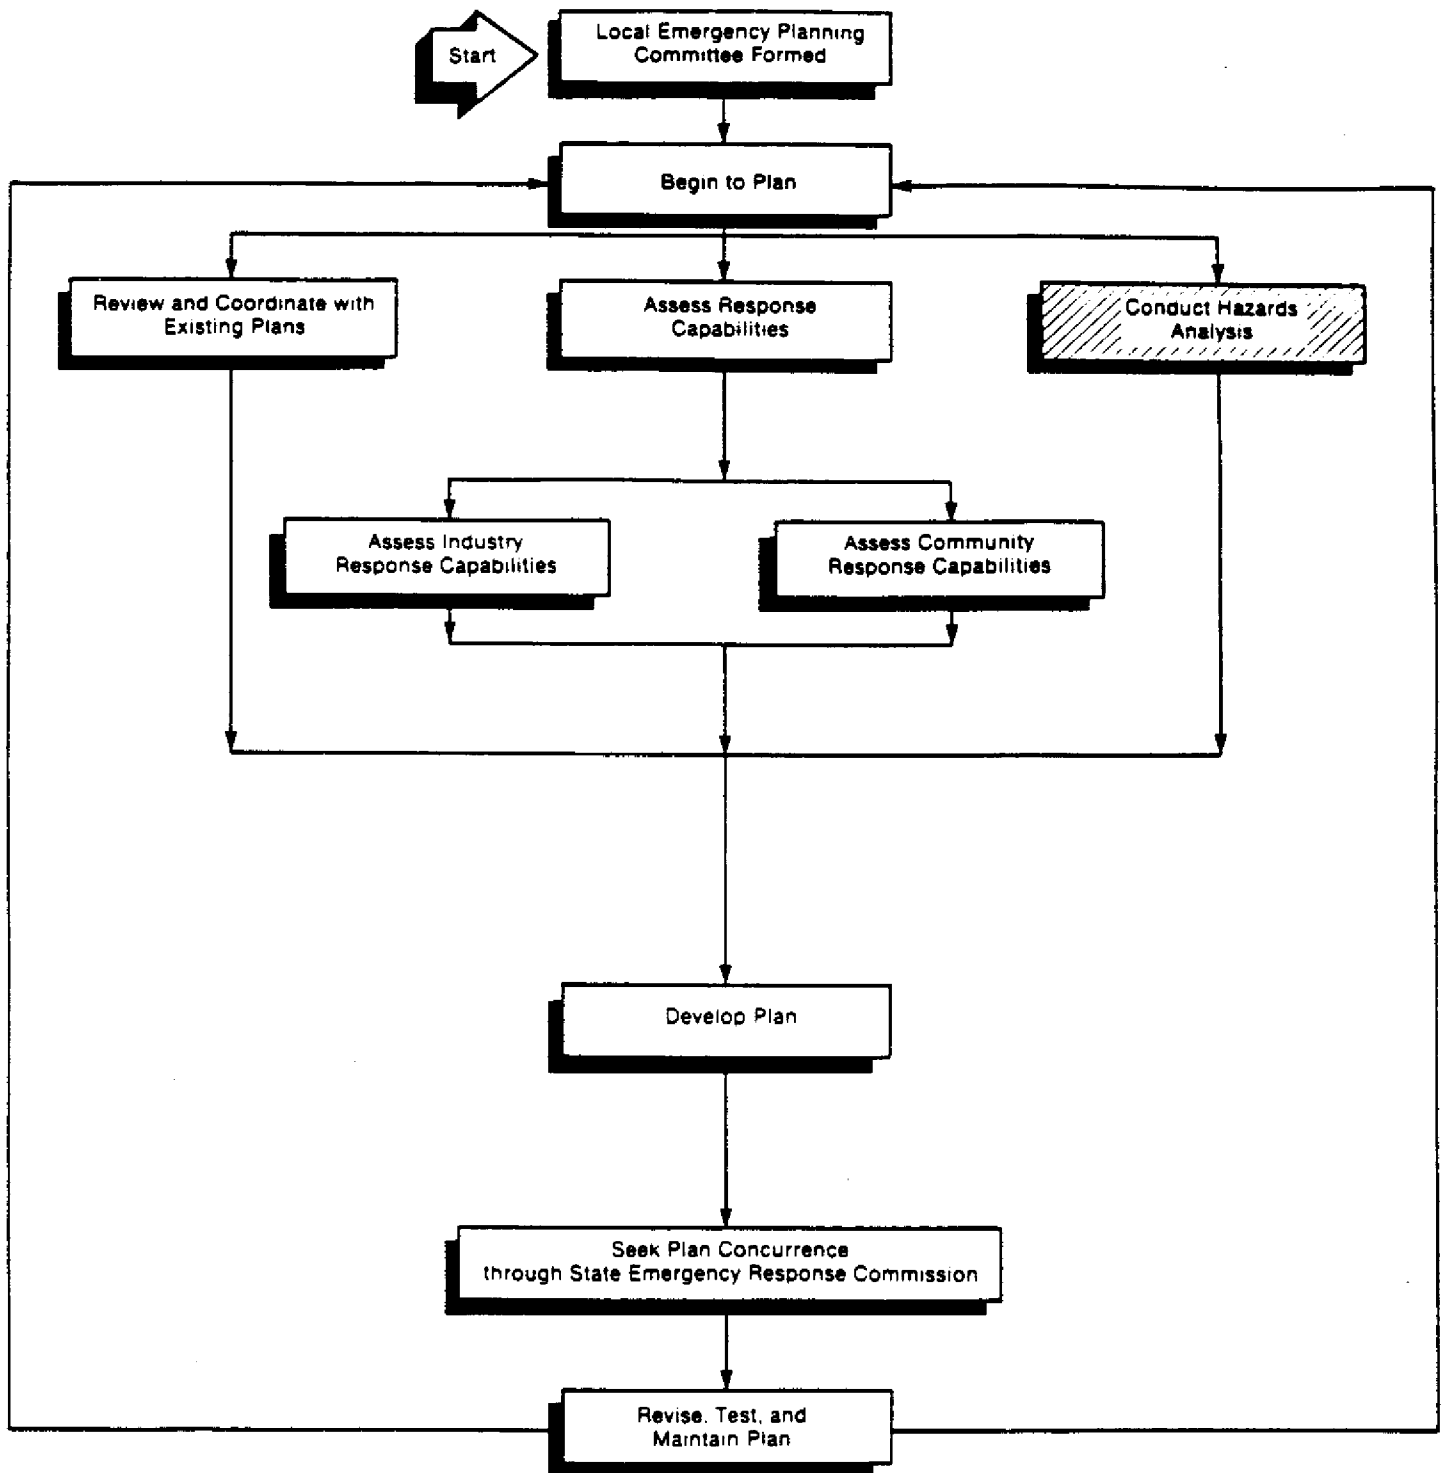 Start
Local Emergency Planning
Committee Formed
Begin to Plan
Review and Coordinate with
Existing Plans
Assess Response
Capabilities
Conduct Hazards
Analysis
Assess Industry
Response Capabilities
Assess Community
Response Capabilities
Develop Plan
Seek Plan Concurrence
through State Emergency Response Commission
Revise, Test, and
Maintain Plan